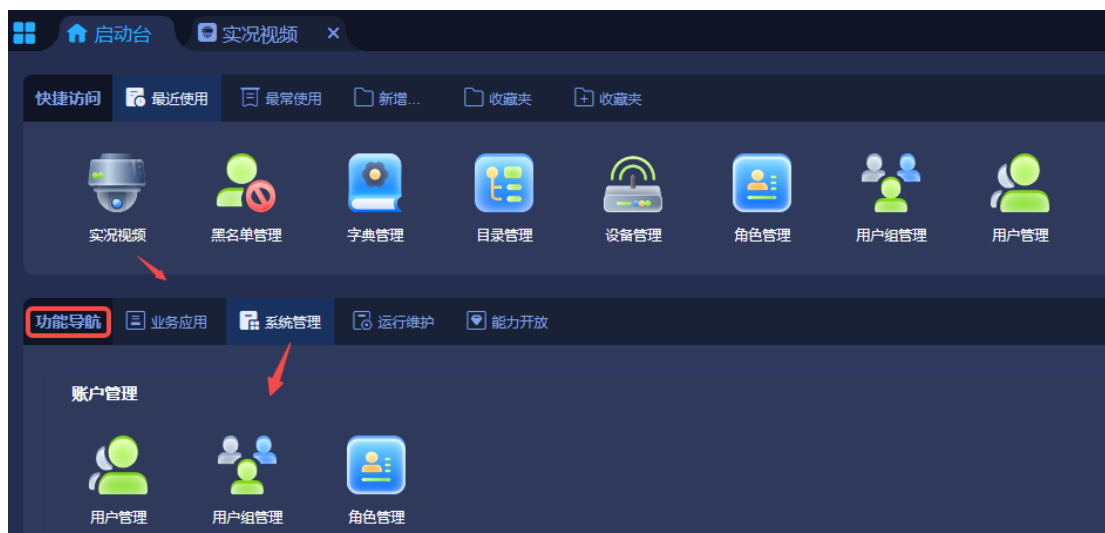 启动台 实况视频 ×
快捷访问 最近使用 最常使用 新增... 收藏夹 收藏夹
实况视频 黑名单管理 字典管理 目录管理 设备管理 角色管理 用户组管理 用户管理
功能导航 业务应用 系统管理 运行维护 能力开放
账户管理
用户管理 用户组管理 角色管理